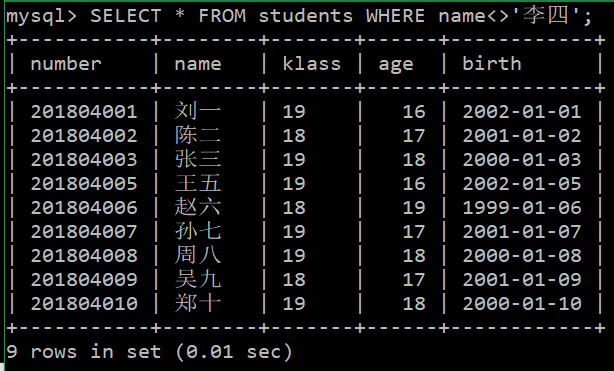 mysql> SELECT * FROM students WHERE name<>'李四';
+-----------+--------+-------+------+------------+
| number    | name   | klass | age  | birth      |
+-----------+--------+-------+------+------------+
| 201804001 | 刘一   | 19    |   16 | 2002-01-01 |
| 201804002 | 陈二   | 18    |   17 | 2001-01-02 |
| 201804003 | 张三   | 19    |   18 | 2000-01-03 |
| 201804005 | 王五   | 19    |   16 | 2002-01-05 |
| 201804006 | 赵六   | 18    |   19 | 1999-01-06 |
| 201804007 | 孙七   | 19    |   17 | 2001-01-07 |
| 201804008 | 周八   | 19    |   18 | 2000-01-08 |
| 201804009 | 吴九   | 18    |   17 | 2001-01-09 |
| 201804010 | 郑十   | 19    |   18 | 2000-01-10 |
+-----------+--------+-------+------+------------+
9 rows in set (0.01 sec)